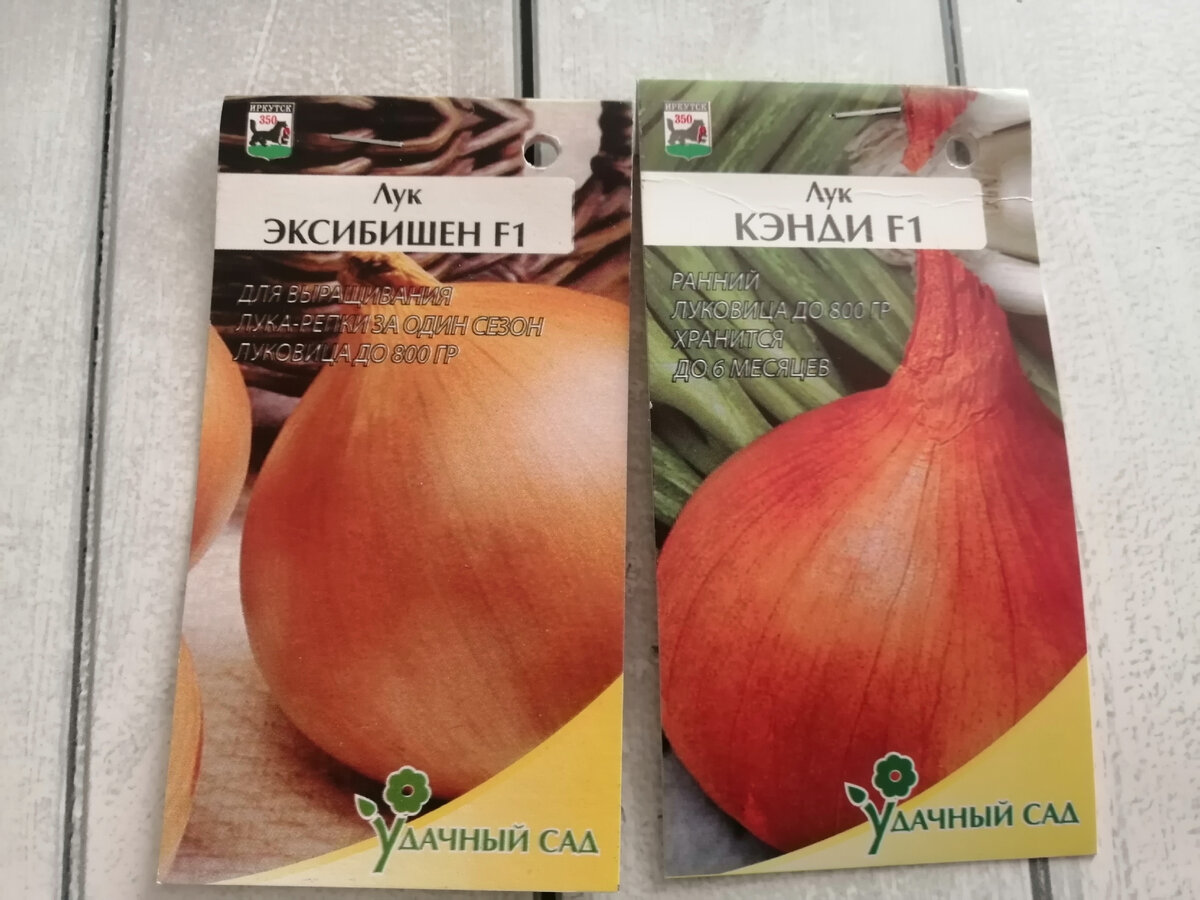 ИРКУТСК
350
Лук
ЭКСИБИШЕН F1
ДЛЯ ВЫРАЩИВАНИЯ
ЛУКА-РЕПКИ ЗА ОДИН СЕЗОН
ЛУКОВИЦА ДО 800 ГР
УДАЧНЫЙ САД
ИРКУТСК
350
Лук
КЭНДИ F1
РАННИЙ
ЛУКОВИЦА ДО 800 ГР
ХРАНИТСЯ
ДО 6 МЕСЯЦЕВ
УДАЧНЫЙ САД